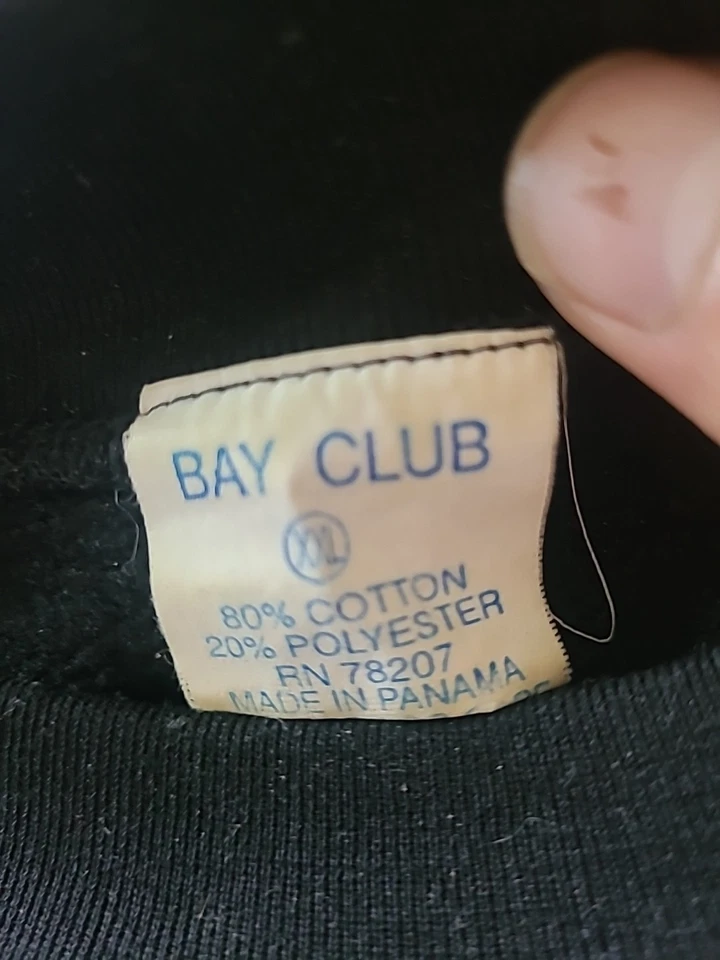 BAY CLUB
XXL
80% COTTON
20% POLYESTER
RN 78207
MADE IN PANAMA